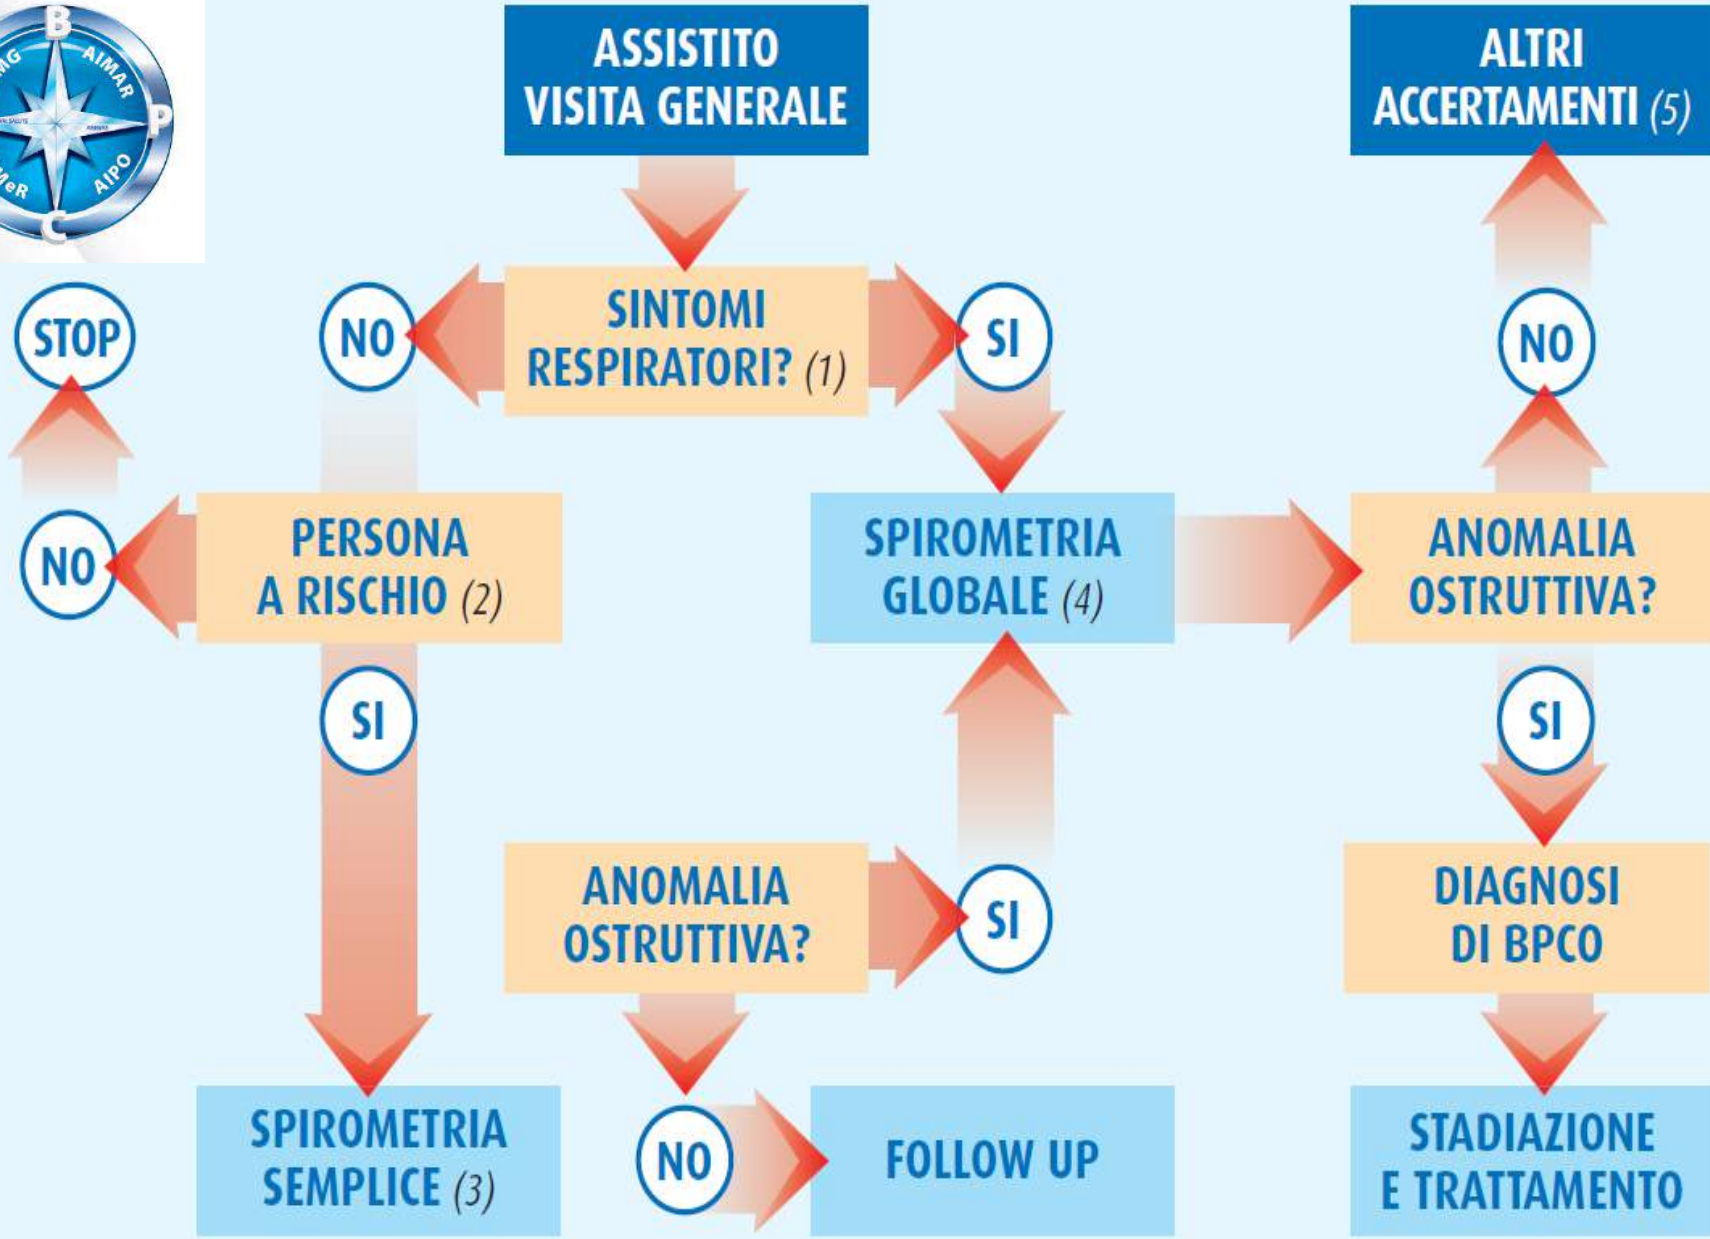 B
AIMAR
P
AIPO
C
ASSISTITO
VISITA GENERALE
ALTRI
ACCERTAMENTI (5)
STOP
NO
SINTOMI
RESPIRATORI? (1)
SI
NO
NO
PERSONA
A RISCHIO (2)
SPIROMETRIA
GLOBALE (4)
ANOMALIA
OSTRUTTIVA?
SI
SI
ANOMALIA
OSTRUTTIVA?
SI
DIAGNOSI
DI BPCO
SPIROMETRIA
SEMPLICE (3)
NO
FOLLOW UP
STADIAZIONE
E TRATTAMENTO